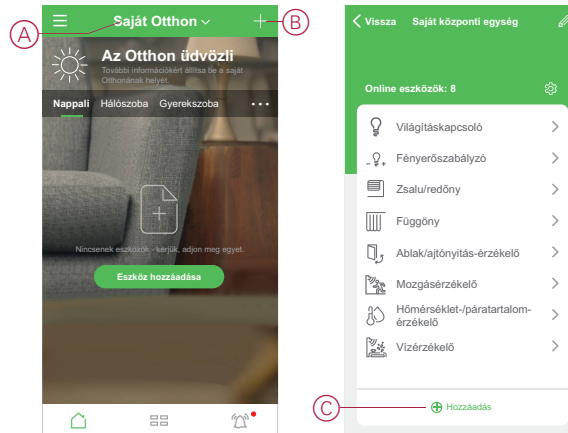 A
Saját Otthon
B
Az Otthon üdvözli
További információkért állítsa be a saját
Otthonának helyét.
Nappali Hálószoba Gyerekszoba
Nincsenek eszközök - kérjük, adjon meg egyet.
Eszköz hozzáadása
Vissza Saját központi egység
Online eszközök: 8
Világításkapcsoló
Fényerőszabályzó
Zsalu/redőny
Függöny
Ablak/ajtónyitás-érzékelő
Mozgásérzékelő
Hőmérséklet-/páratartalom-
érzékelő
Vízérzékelő
C
Hozzáadás